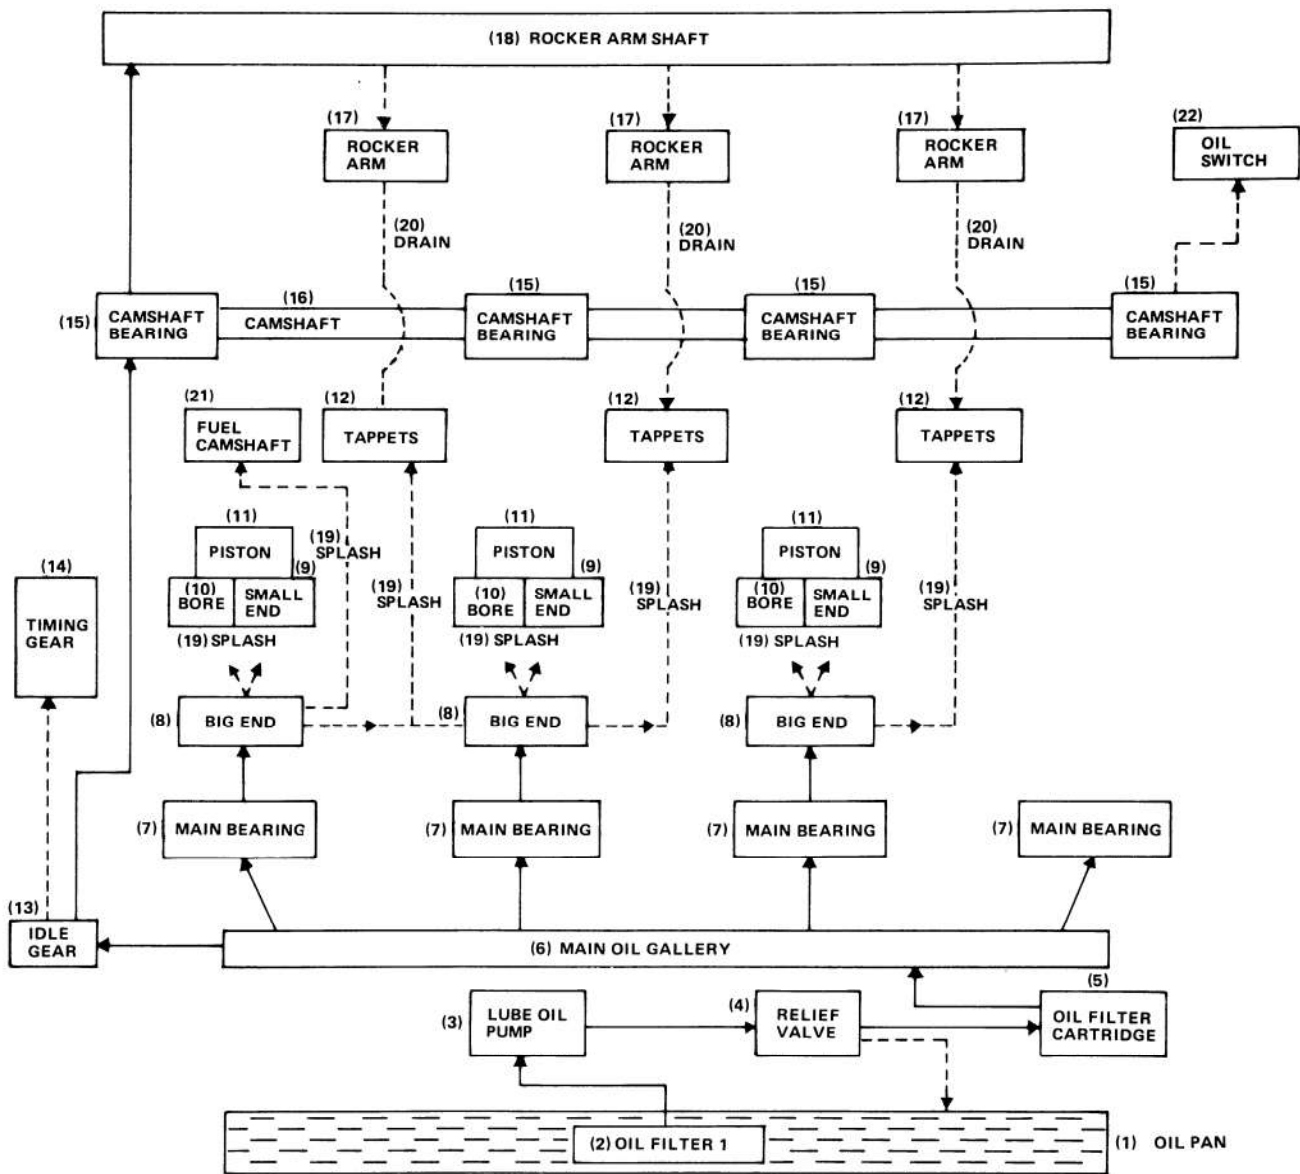 (18) ROCKER ARM SHAFT
(17)
ROCKER
ARM
(17)
ROCKER
ARM
(17)
ROCKER
ARM
(22)
OIL
SWITCH
(20)
DRAIN
(20)
DRAIN
(20)
DRAIN
(15)
CAMSHAFT
BEARING
(16)
CAMSHAFT
(15)
CAMSHAFT
BEARING
(15)
CAMSHAFT
BEARING
(15)
CAMSHAFT
BEARING
(21)
FUEL
CAMSHAFT
(12)
TAPPETS
(12)
TAPPETS
(12)
TAPPETS
(11)
PISTON
(9)
(10)
BORE
SMALL
END
(19)
SPLASH
(19) SPLASH
(19)
SPLASH
(11)
PISTON
(9)
(10)
BORE
SMALL
END
(19) SPLASH
(19)
SPLASH
(11)
PISTON
(9)
(10)
BORE
SMALL
END
(19) SPLASH
(19)
SPLASH
(14)
TIMING
GEAR
(8)
BIG END
(8)
BIG END
(8)
BIG END
(7)
MAIN BEARING
(7)
MAIN BEARING
(7)
MAIN BEARING
(7)
MAIN BEARING
(13)
IDLE
GEAR
(6) MAIN OIL GALLERY
(3)
LUBE OIL
PUMP
(4)
RELIEF
VALVE
(5)
OIL FILTER
CARTRIDGE
(2) OIL FILTER 1
(1) OIL PAN